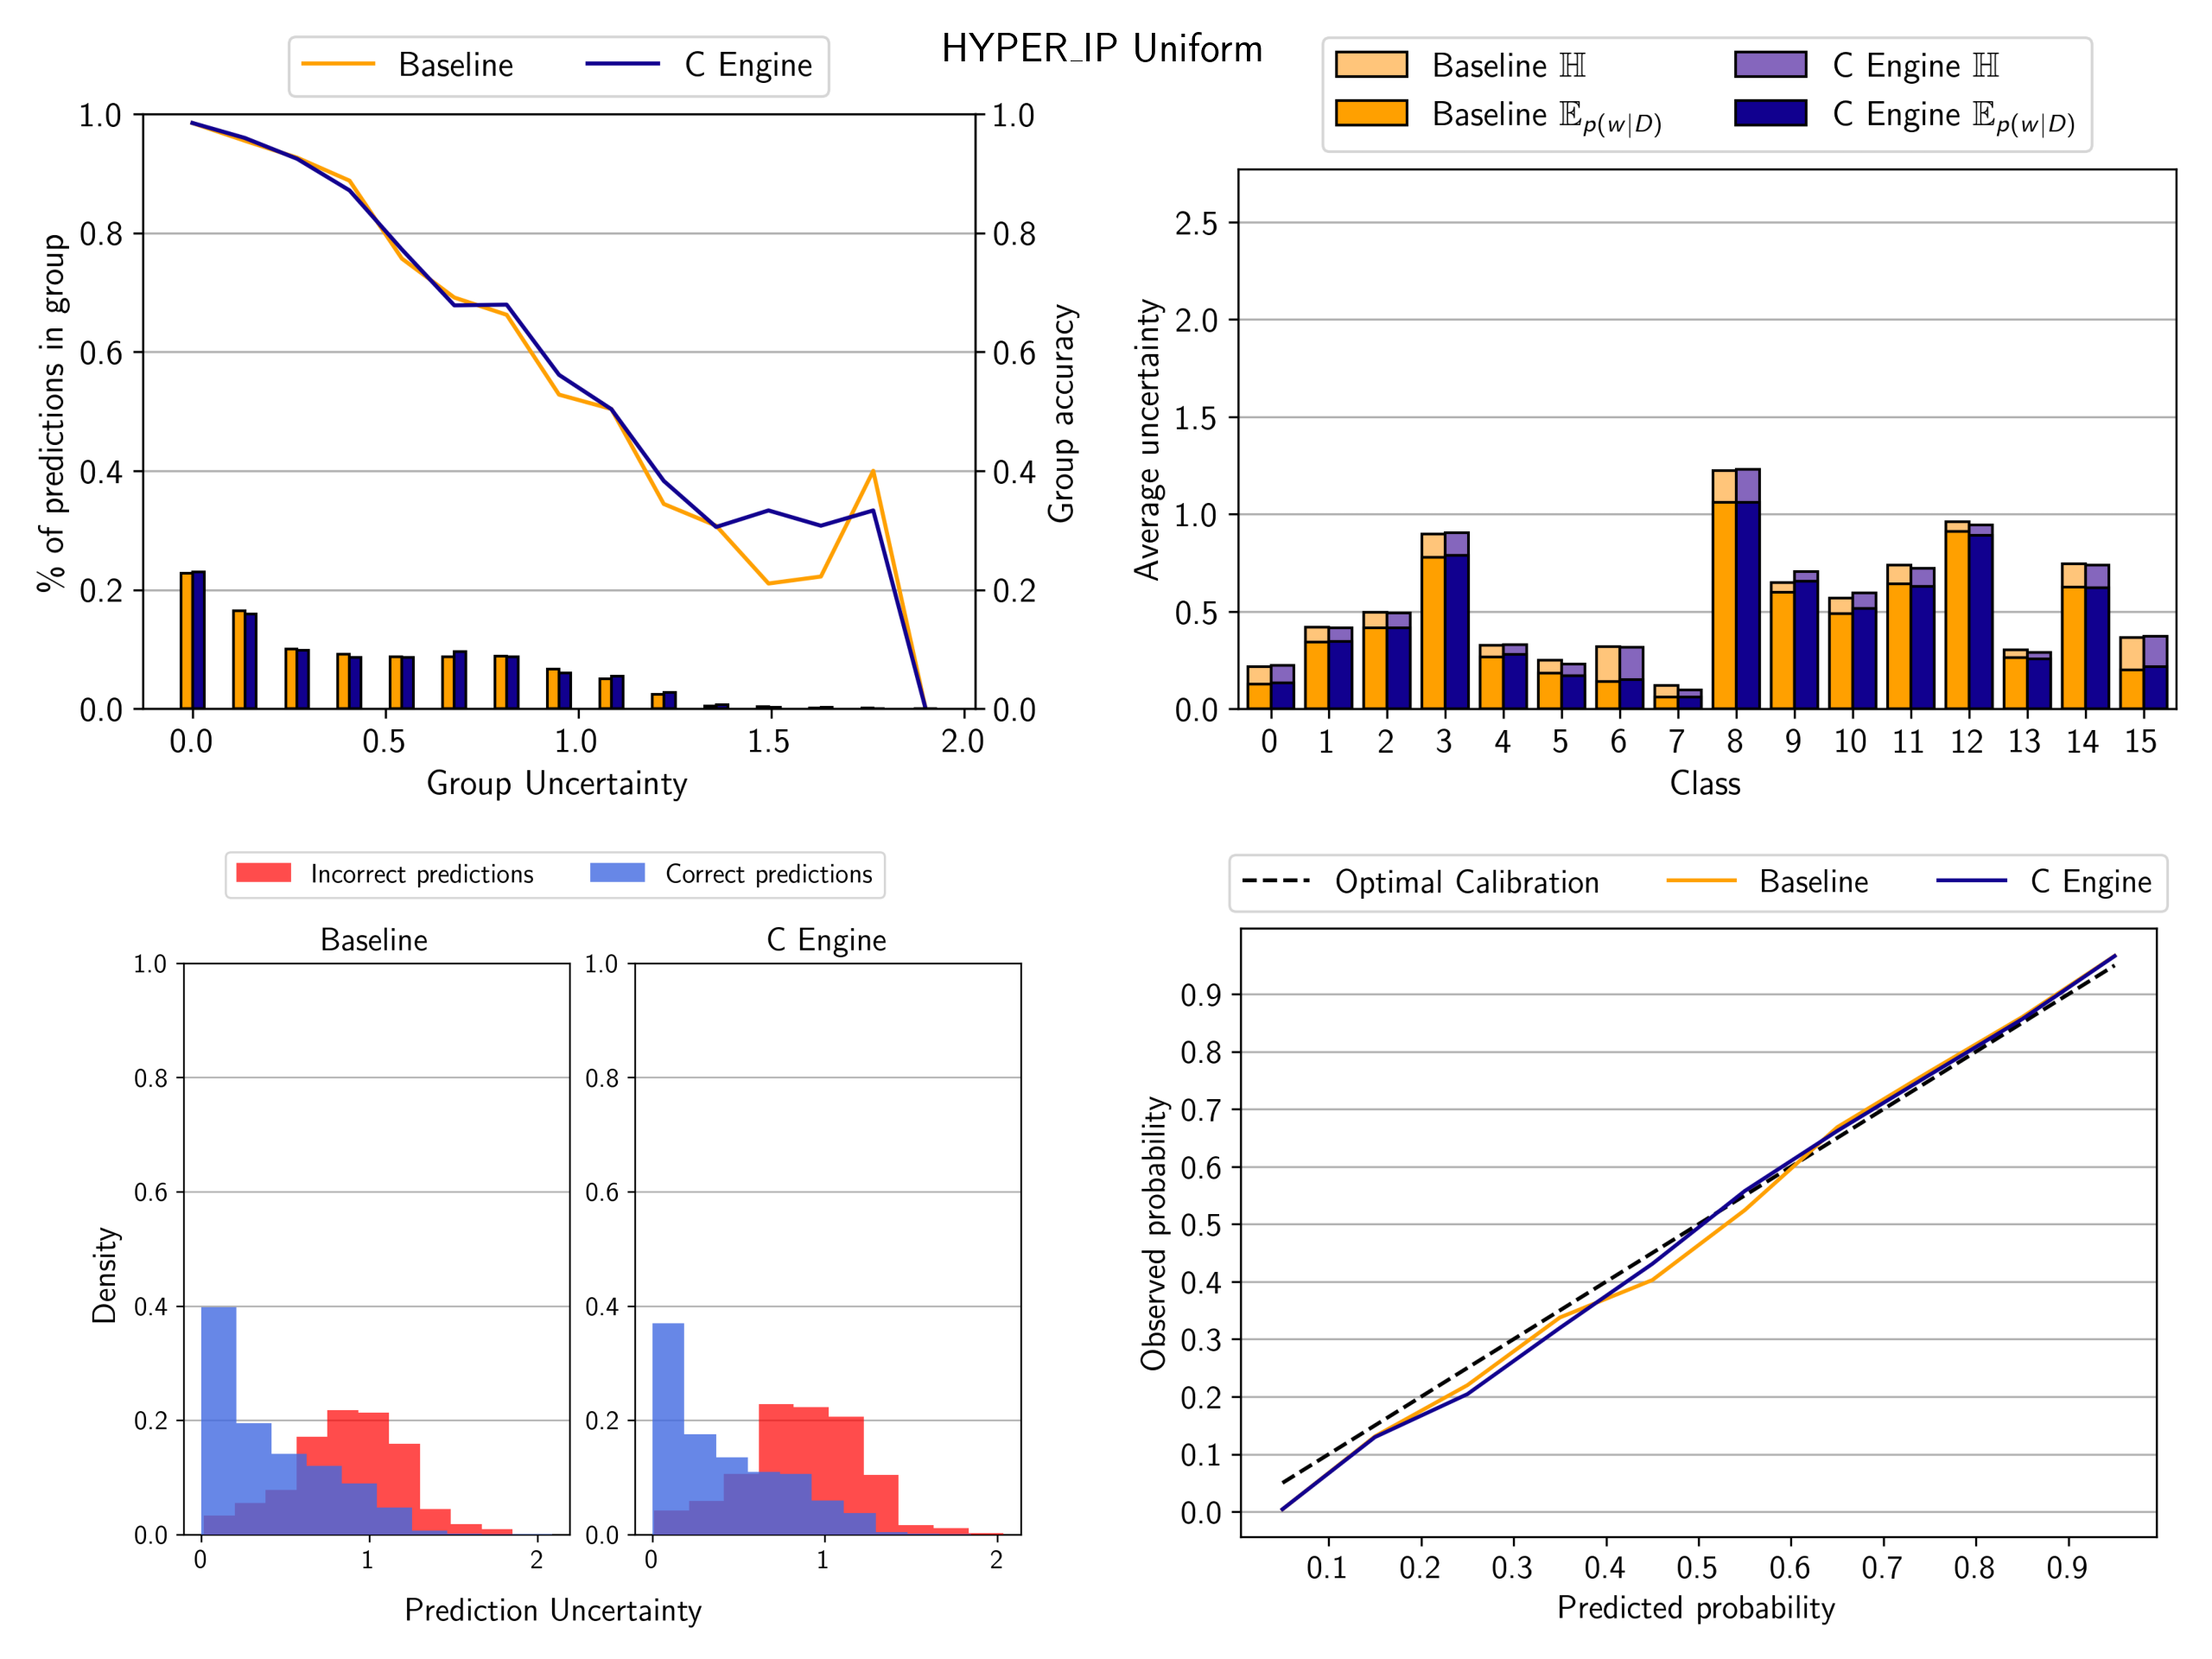 HYPER_IP Uniform
Baseline C Engine
1.0 1.0
0.8 0.8
0.6 0.6
0.4 0.4
0.2 0.2
0.0 0.0
% of predictions in group
Group accuracy
0.0 0.5 1.0 1.5 2.0
Group Uncertainty
Baseline ℍ C Engine ℍ
Baseline 𝔼p(w|D) C Engine 𝔼p(w|D)
2.5
2.0
1.5
1.0
0.5
0.0
Average uncertainty
0 1 2 3 4 5 6 7 8 9 10 11 12 13 14 15
Class
Incorrect predictions Correct predictions
Baseline
1.0
0.8
0.6
0.4
0.2
0.0
Density
0 1 2
C Engine
1.0
0.8
0.6
0.4
0.2
0.0
0 1 2
Prediction Uncertainty
Optimal Calibration Baseline C Engine
0.9
0.8
0.7
0.6
0.5
0.4
0.3
0.2
0.1
0.0
Observed probability
0.1 0.2 0.3 0.4 0.5 0.6 0.7 0.8 0.9
Predicted probability